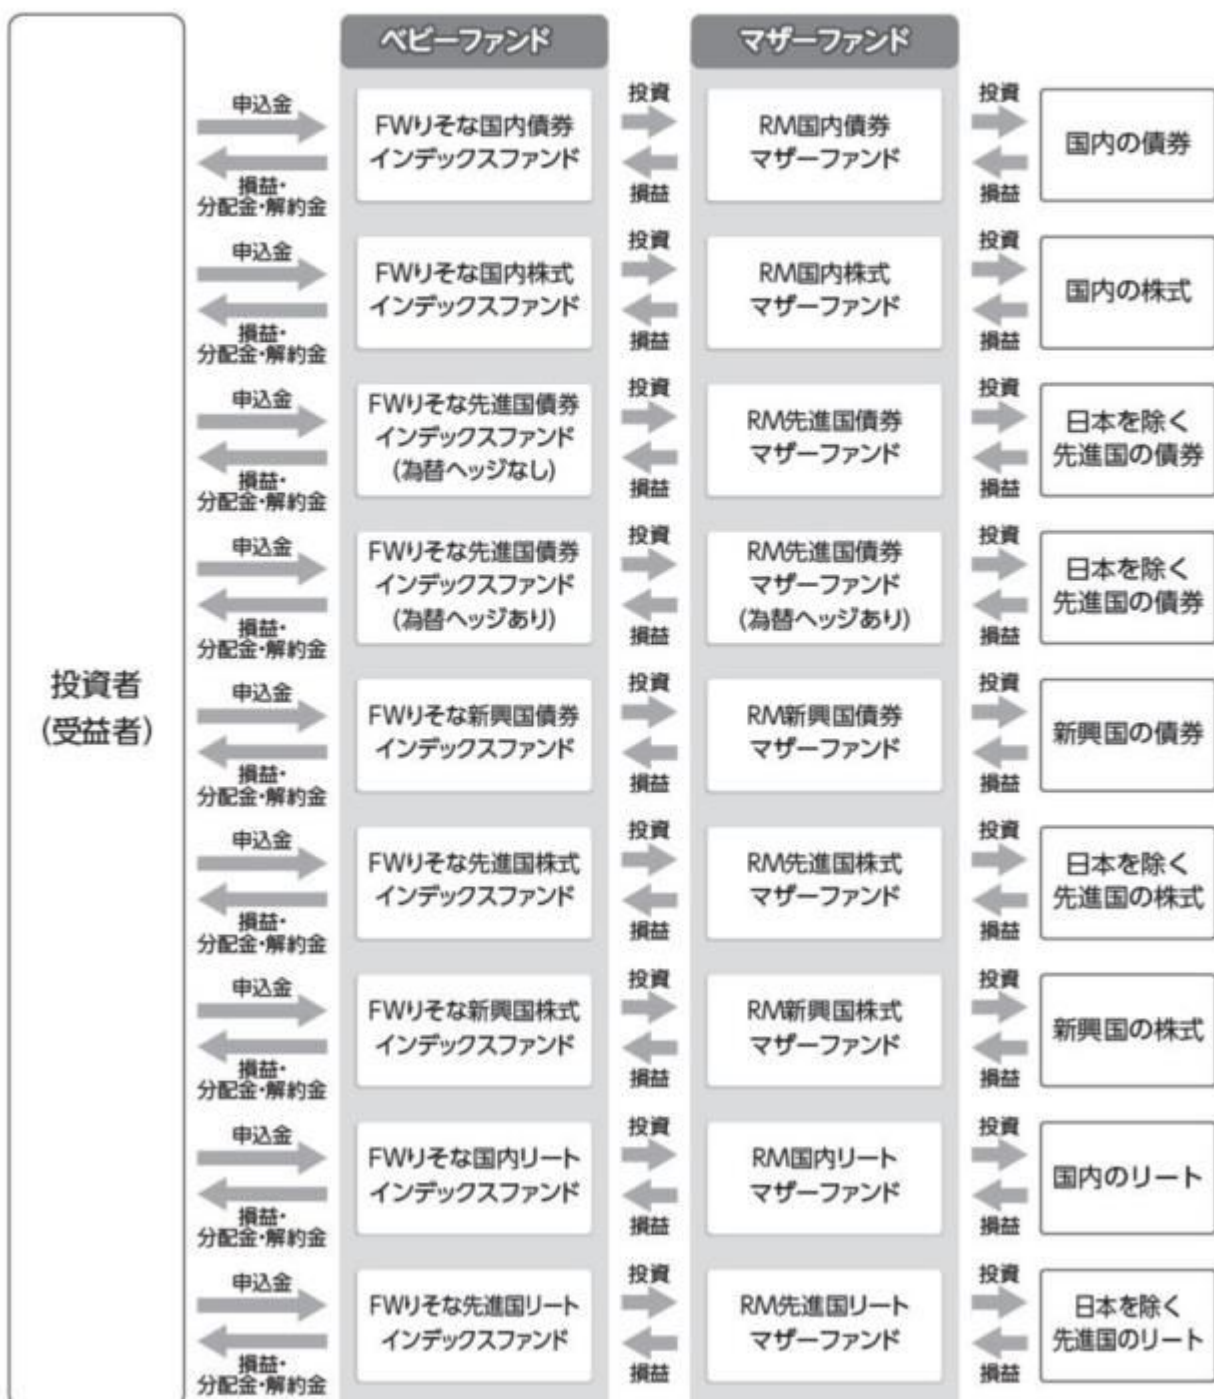 ベビーファンド
マザーファンド
投資者
(受益者)
申込金
損益・
分配金・解約金
FWりそな国内債券
インデックスファンド
投資
損益
RM国内債券
マザーファンド
投資
損益
国内の債券
申込金
損益・
分配金・解約金
FWりそな国内株式
インデックスファンド
投資
損益
RM国内株式
マザーファンド
投資
損益
国内の株式
申込金
損益・
分配金・解約金
FWりそな先進国債券
インデックスファンド
(為替ヘッジなし)
投資
損益
RM先進国債券
マザーファンド
投資
損益
日本を除く
先進国の債券
申込金
損益・
分配金・解約金
FWりそな先進国債券
インデックスファンド
(為替ヘッジあり)
投資
損益
RM先進国債券
マザーファンド
(為替ヘッジあり)
投資
損益
日本を除く
先進国の債券
申込金
損益・
分配金・解約金
FWりそな新興国債券
インデックスファンド
投資
損益
RM新興国債券
マザーファンド
投資
損益
新興国の債券
申込金
損益・
分配金・解約金
FWりそな先進国株式
インデックスファンド
投資
損益
RM先進国株式
マザーファンド
投資
損益
日本を除く
先進国の株式
申込金
損益・
分配金・解約金
FWりそな新興国株式
インデックスファンド
投資
損益
RM新興国株式
マザーファンド
投資
損益
新興国の株式
申込金
損益・
分配金・解約金
FWりそな国内リート
インデックスファンド
投資
損益
RM国内リート
マザーファンド
投資
損益
国内のリート
申込金
損益・
分配金・解約金
FWりそな先進国リート
インデックスファンド
投資
損益
RM先進国リート
マザーファンド
投資
損益
日本を除く
先進国のリート